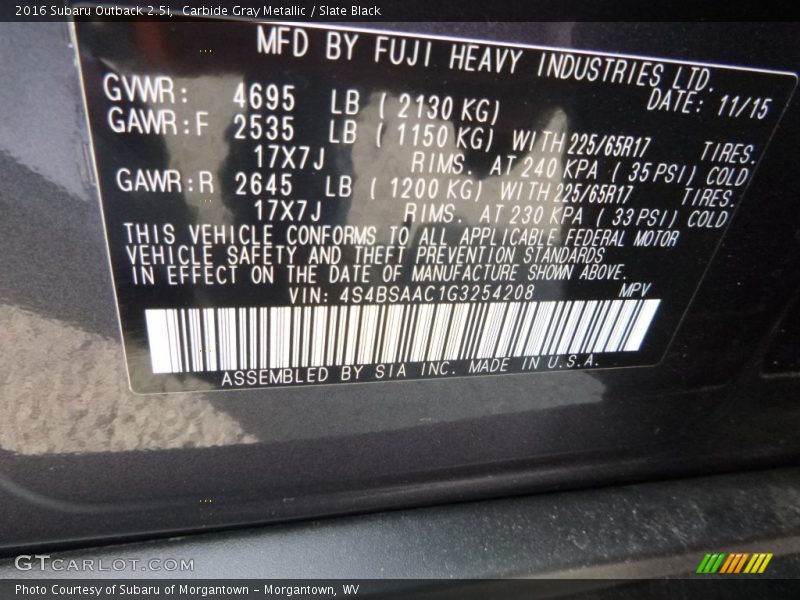 2016 Subaru Outback 2.5i, Carbide Gray Metallic / Slate Black
MFD BY FUJI HEAVY INDUSTRIES LTD.
GVWR: 4695 LB ( 2130 KG) DATE: 11/15
GAWR:F 2535 LB ( 1150 KG) WITH 225/65R17 TIRES.
17X7J RIMS. AT 240 KPA ( 35 PSI) COLD
GAWR:R 2645 LB ( 1200 KG) WITH 225/65R17 TIRES.
17X7J RIMS. AT 230 KPA ( 33 PSI) COLD
THIS VEHICLE CONFORMS TO ALL APPLICABLE FEDERAL MOTOR
VEHICLE SAFETY AND THEFT PREVENTION STANDARDS
IN EFFECT ON THE DATE OF MANUFACTURE SHOWN ABOVE.
VIN: 4S4BSAAC1G3254208 MPV
ASSEMBLED BY SIA INC. MADE IN U.S.A.
GTCARLOT.COM
Photo Courtesy of Subaru of Morgantown - Morgantown, WV